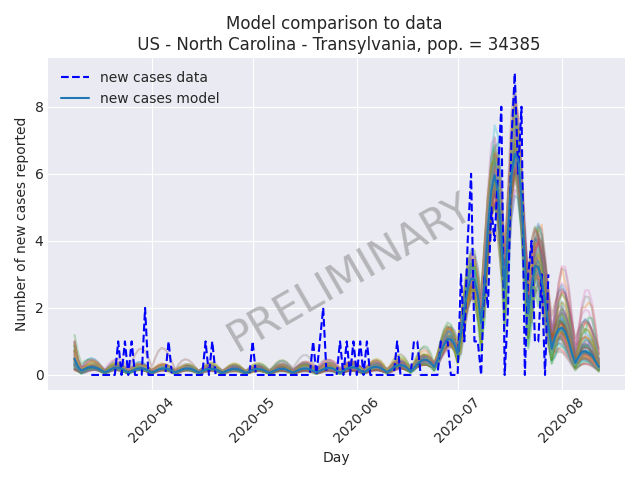 Model comparison to data
US - North Carolina - Transylvania, pop. = 34385
new cases data
new cases model
PRELIMINARY
Number of new cases reported
8
6
4
2
0
2020-04
2020-05
2020-06
2020-07
2020-08
Day